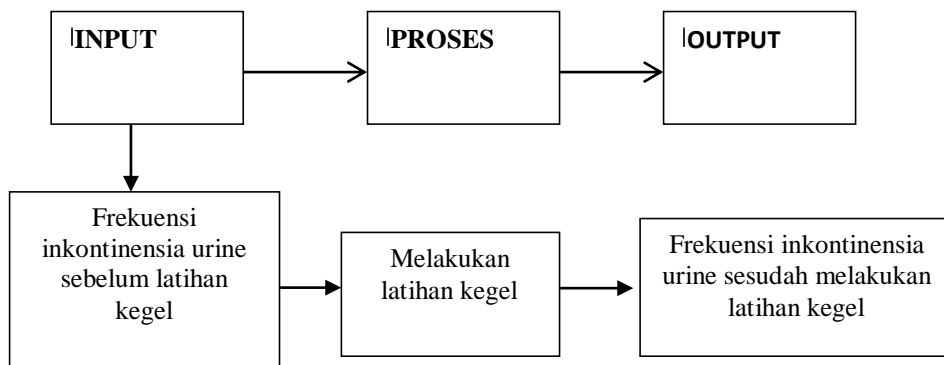 INPUT
PROSES
OUTPUT
Frekuensi
inkontinensia urine
sebelum latihan
kegel
Melakukan
latihan kegel
Frekuensi inkontinensia
urine sesudah melakukan
latihan kegel